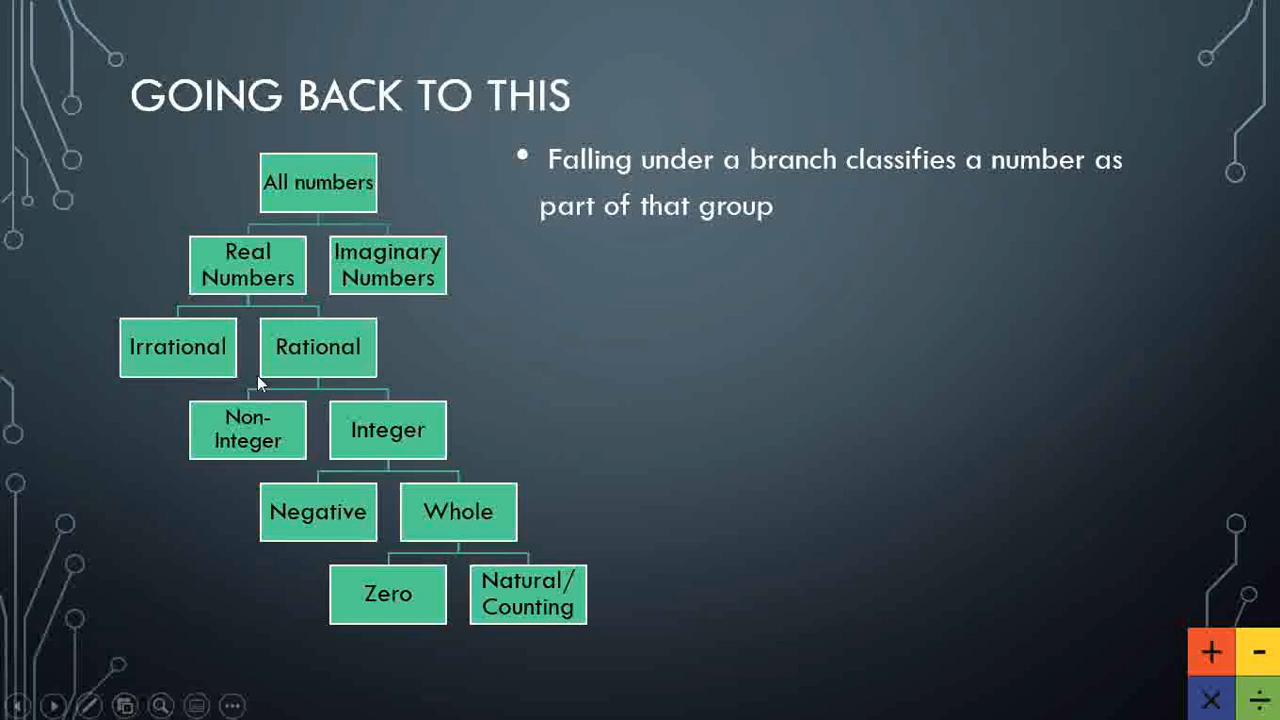 GOING BACK TO THIS
• Falling under a branch classifies a number as
part of that group
All numbers
Real
Numbers
Imaginary
Numbers
Irrational
Rational
Non-
Integer
Integer
Negative
Whole
Zero
Natural/
Counting
+
-
×
÷